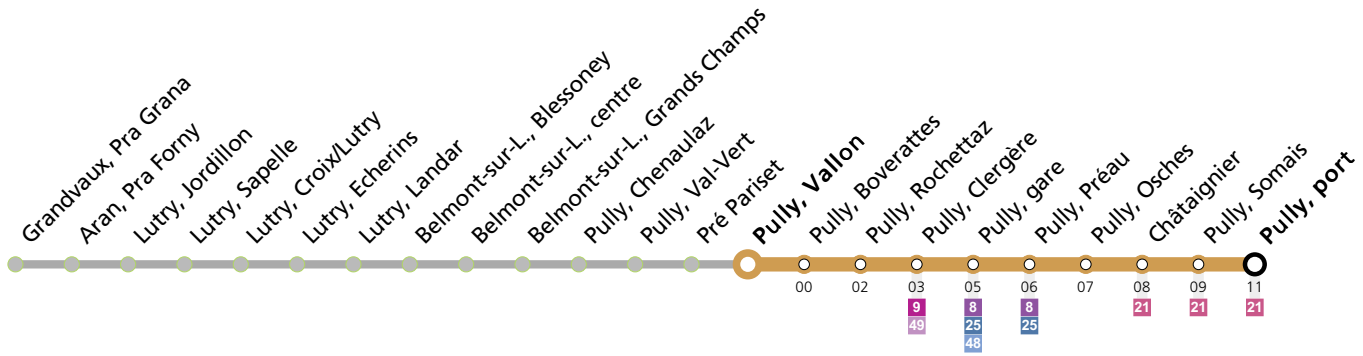 Grandvaux, Pra Grana
Aran, Pra Forny
Lutry, Jordillon
Lutry, Sapelle
Lutry, Croix/Lutry
Lutry, Echerins
Lutry, Landar
Belmont-sur-L., Blessoney
Belmont-sur-L., centre
Belmont-sur-L., Grands Champs
Pully, Chenaulaz
Pully, Val-Vert
Pré Pariset
Pully, Vallon
Pully, Boverattes
Pully, Rochettaz
Pully, Clergère
Pully, gare
Pully, Préau
Pully, Osches
Châtaignier
Pully, Somais
Pully, port
00 02 03 05 06 07 08 09 11
9 8 8 21 21 21
49 25 25
48